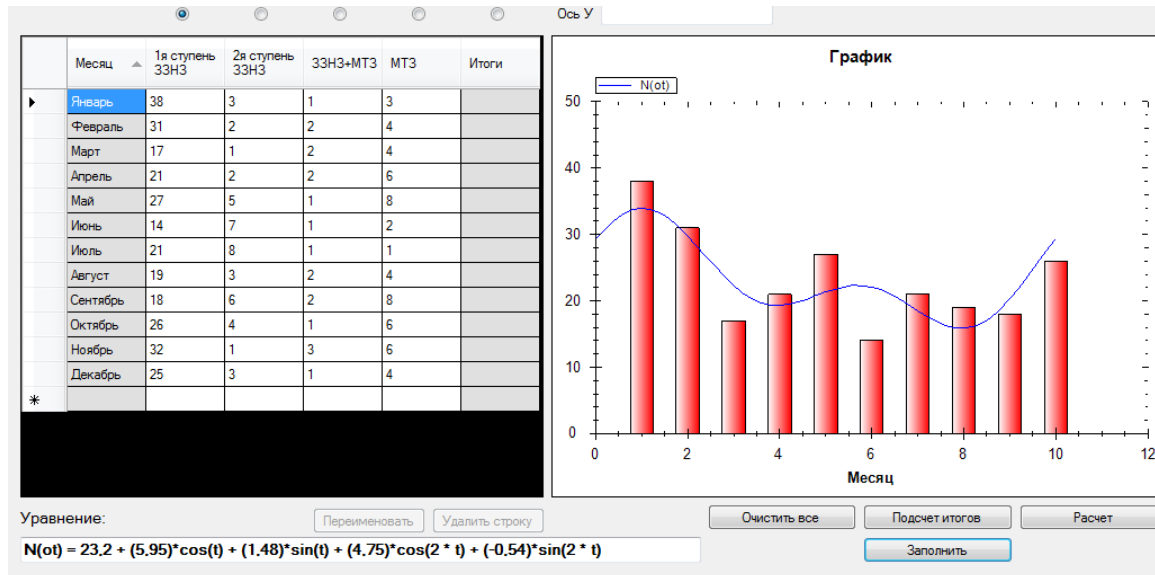 Ось У
Месяц 1я ступень ЗЗНЗ 2я ступень ЗЗНЗ ЗЗНЗ+МТЗ МТЗ Итоги
Январь 38 3 1 3
Февраль 31 2 2 4
Март 17 1 2 4
Апрель 21 2 2 6
Май 27 5 1 8
Июнь 14 7 1 2
Июль 21 8 1 1
Август 19 3 2 4
Сентябрь 18 6 2 8
Октябрь 26 4 1 6
Ноябрь 32 1 3 6
Декабрь 25 3 1 4
График
N(ot)
50
40
30
20
10
0
0 2 4 6 8 10 12
Месяц
Уравнение:
Переименовать Удалить строку
Очистить все Подсчет итогов Расчет
N(ot) = 23,2 + (5,95)*cos(t) + (1,48)*sin(t) + (4,75)*cos(2 * t) + (-0,54)*sin(2 * t)
Заполнить